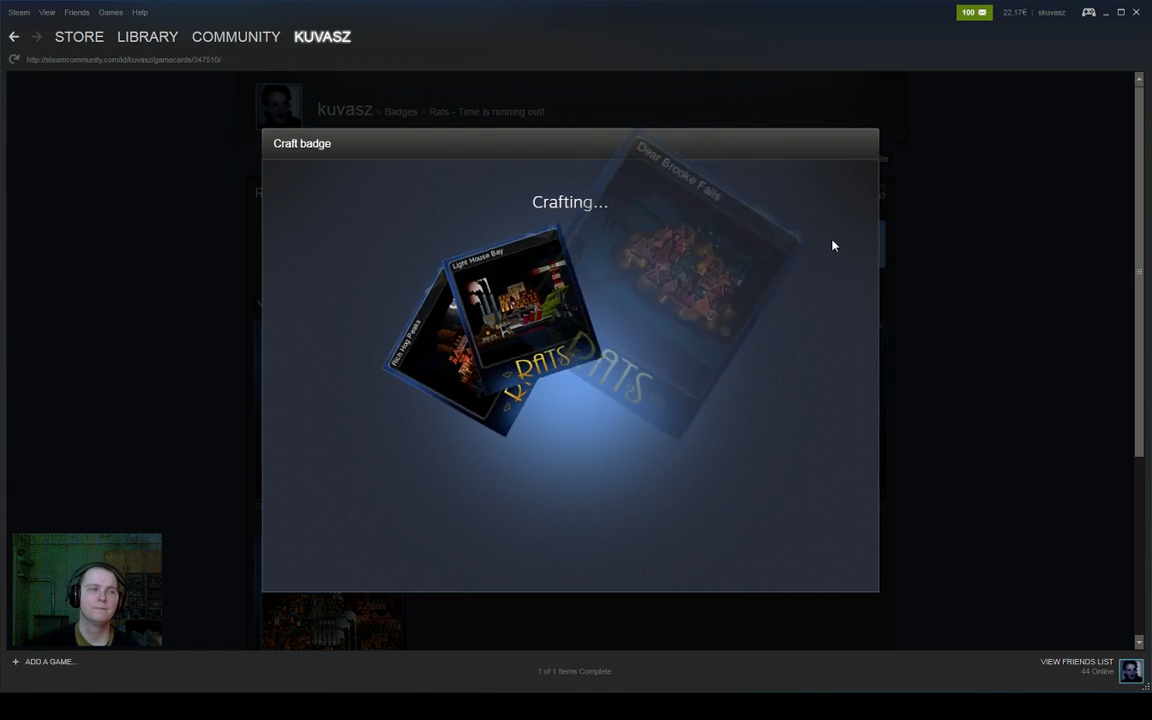 Steam View Friends Games Help
100
22,17€ skuvasz
STORE LIBRARY COMMUNITY KUVASZ
http://steamcommunity.com/id/kuvasz/gamecards/347510/
kuvasz » Badges » Rats - Time is running out!
Craft badge
Crafting...
Dear Brooke Falls
Light House Bay
Rich Hog Peaks
RATS
RATS
+ ADD A GAME...
1 of 1 Items Complete
VIEW FRIENDS LIST
44 Online